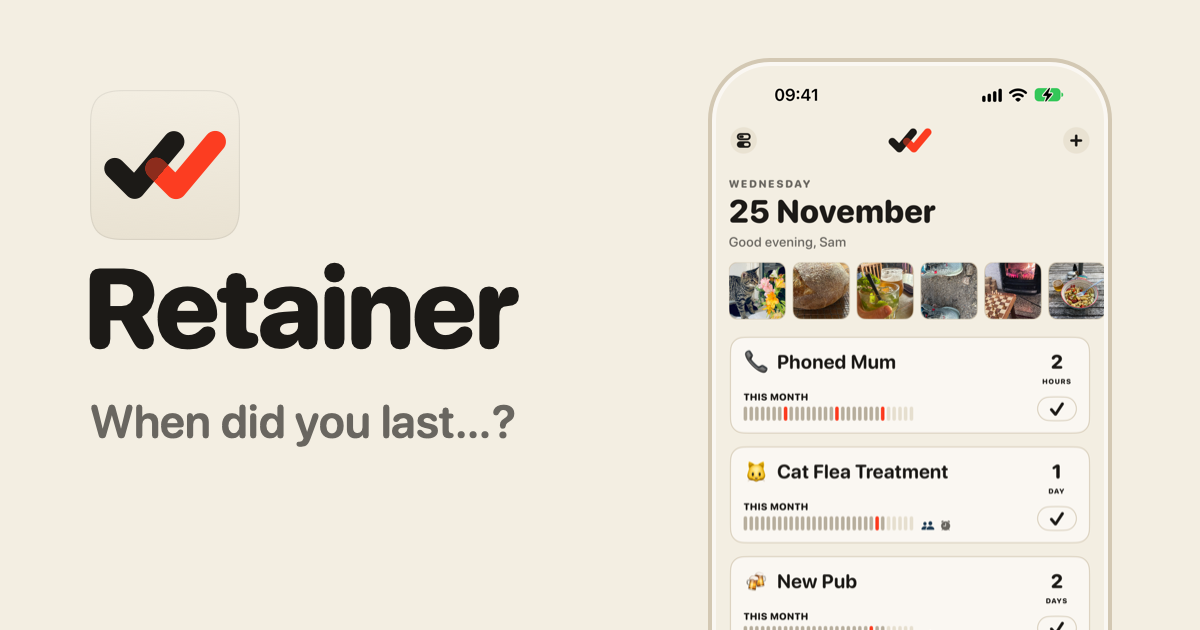 Retainer
When did you last...?
09:41
WEDNESDAY
25 November
Good evening, Sam
Phoned Mum
2
HOURS
THIS MONTH
Cat Flea Treatment
1
DAY
THIS MONTH
New Pub
2
DAYS
THIS MONTH